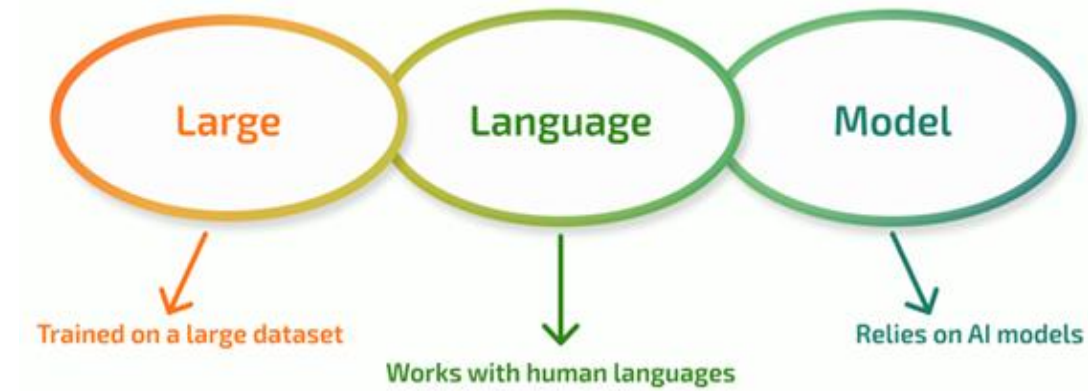 Large
Language
Model
Trained on a large dataset
Works with human languages
Relies on AI models